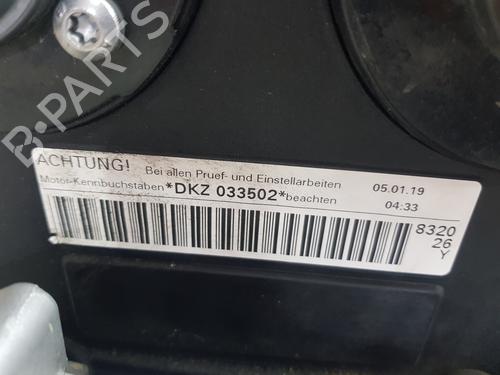 B-PARTS
ACHTUNG! Bei allen Pruef- und Einstellarbeiten 05.01.19
Motor-Kennbuchstaben *DKZ 033502* beachten 04:33
8320
26
Y